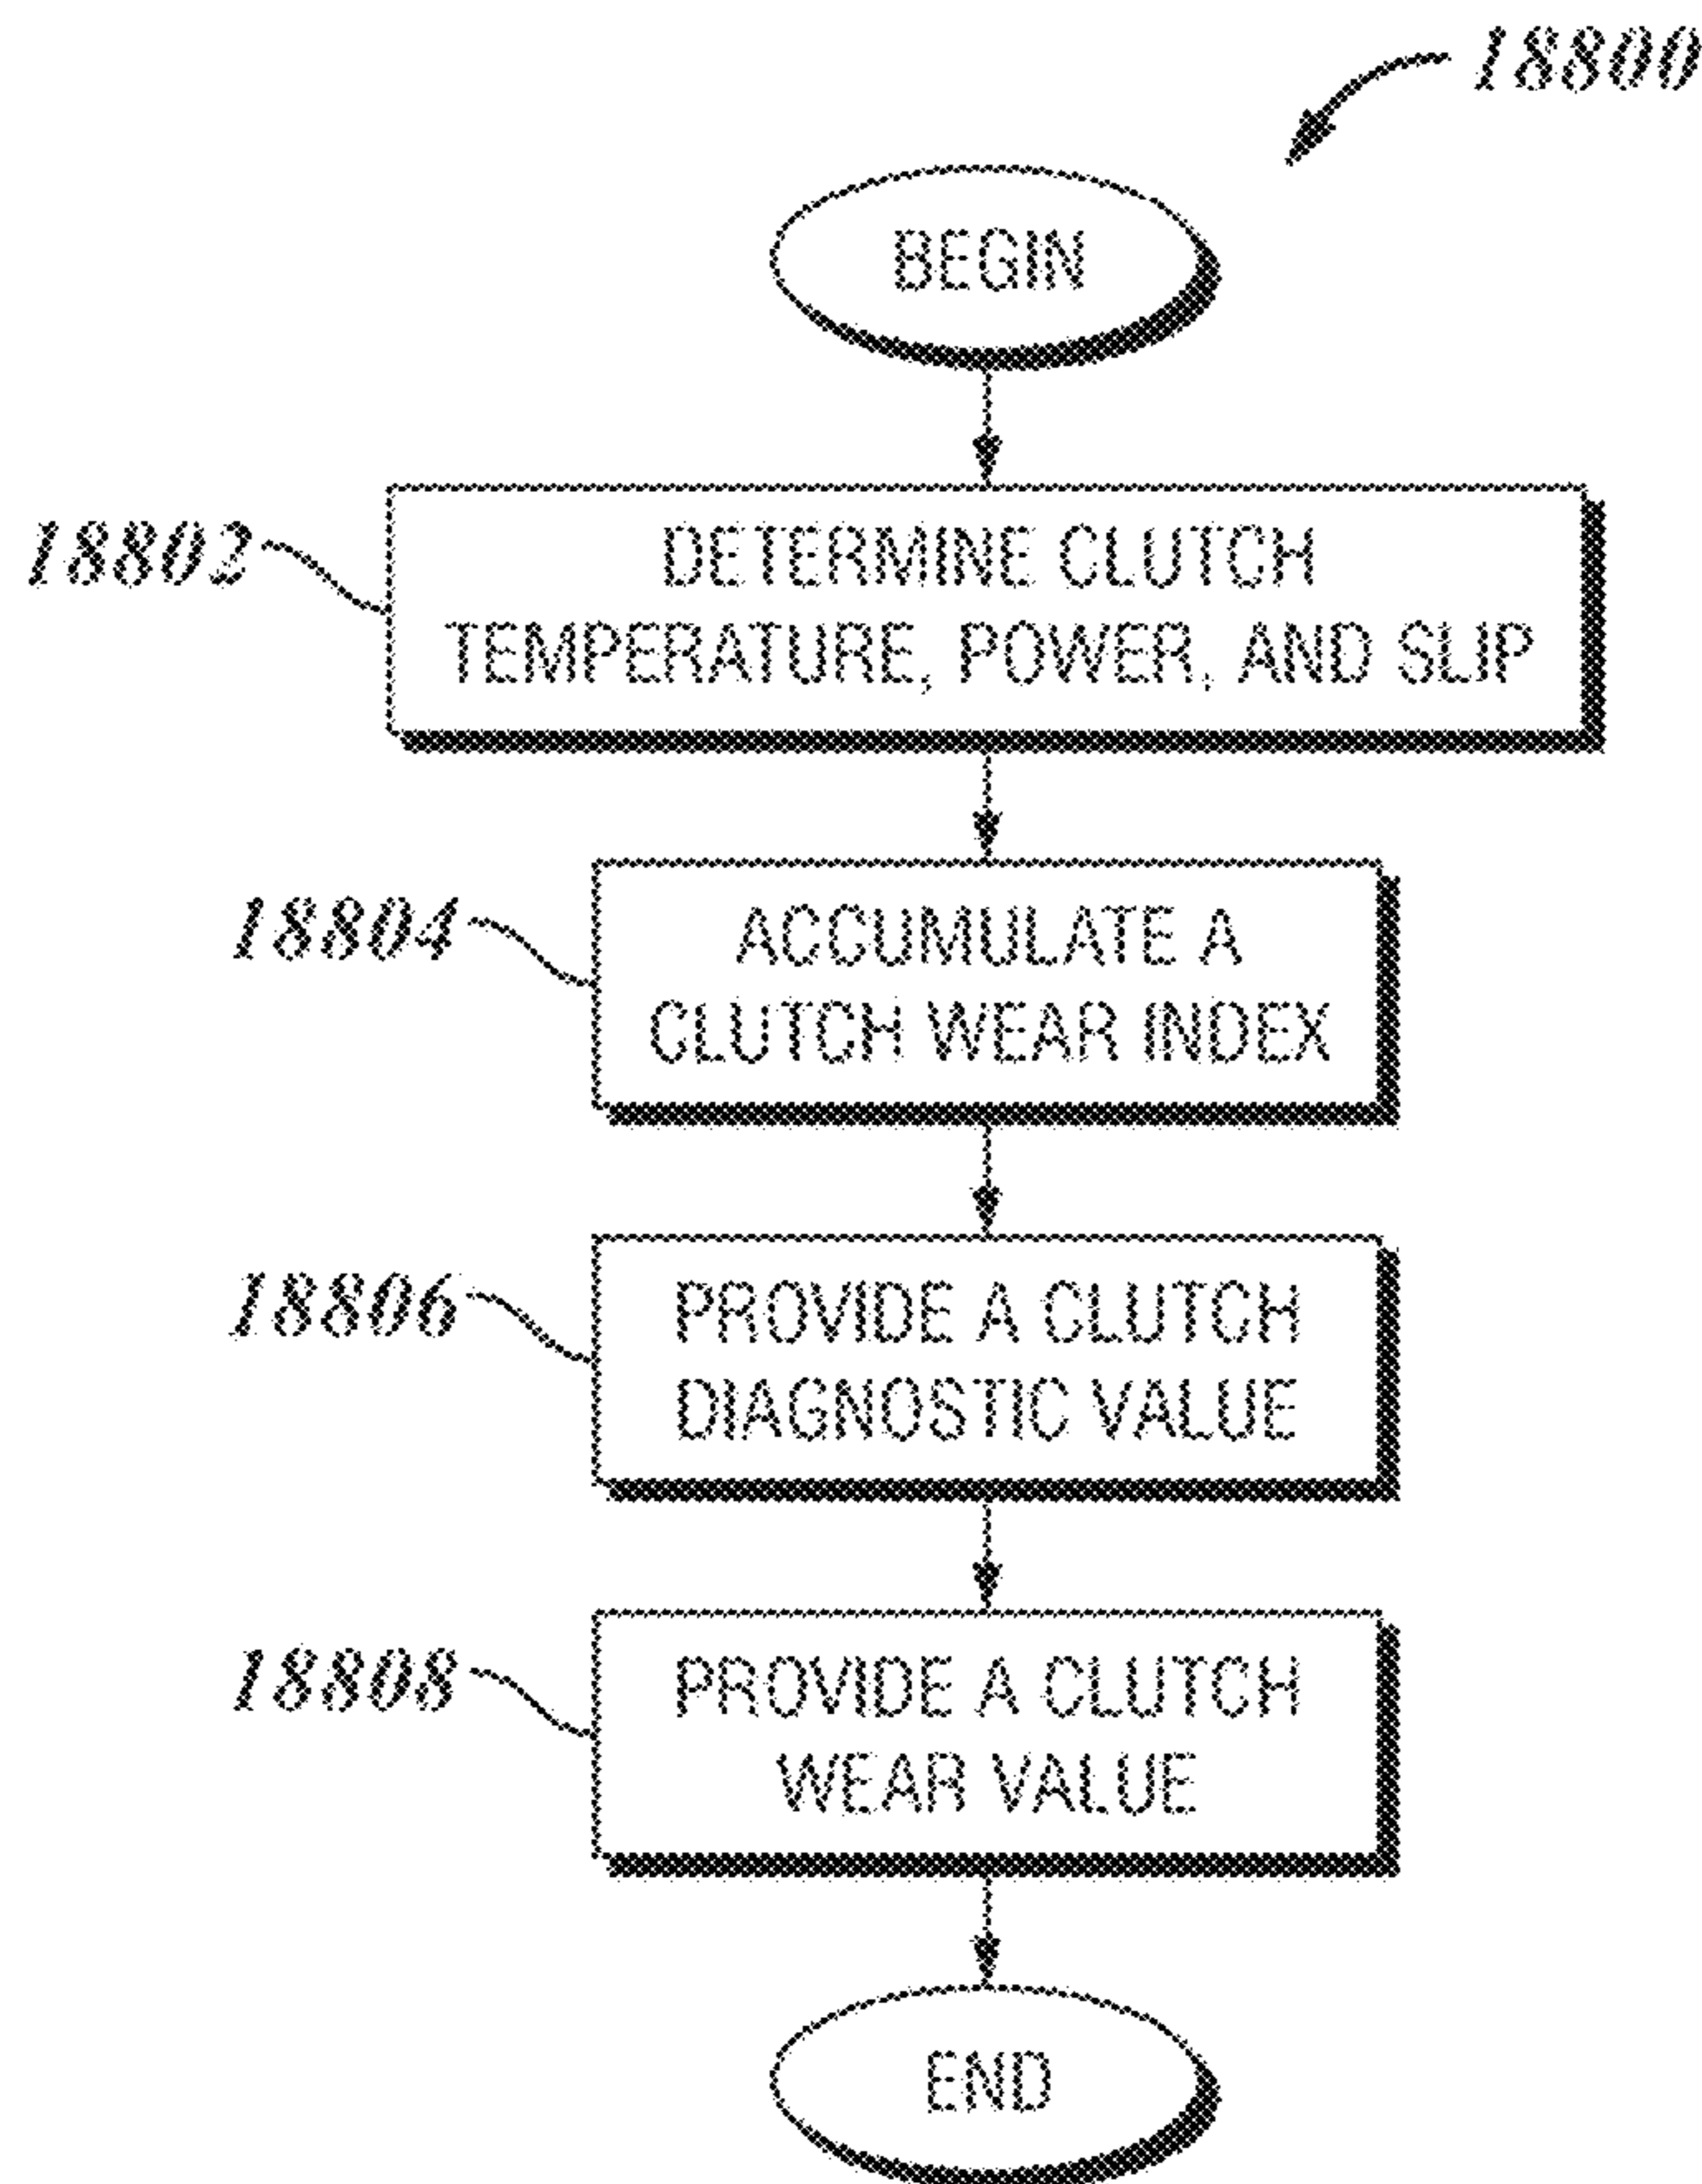 18800
BEGIN
18802
DETERMINE CLUTCH
TEMPERATURE, POWER, AND SLIP
18804
ACCUMULATE A
CLUTCH WEAR INDEX
18806
PROVIDE A CLUTCH
DIAGNOSTIC VALUE
18808
PROVIDE A CLUTCH
WEAR VALUE
END